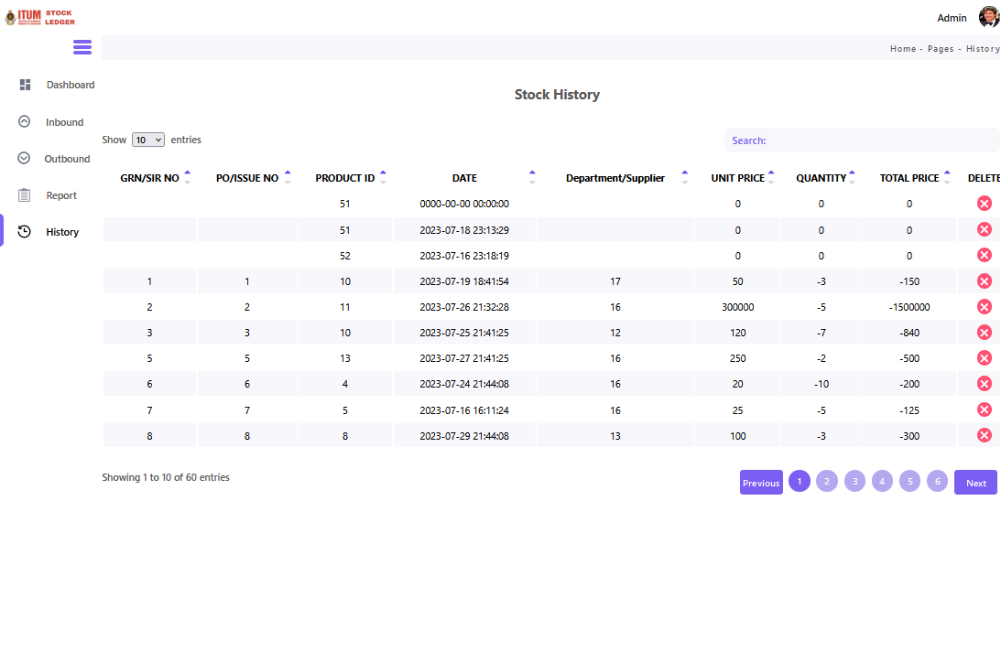 ITUM STOCK LEDGER
Admin
Home - Pages - History
Dashboard
Inbound
Outbound
Report
History
Stock History
Show 10 entries
Search:
GRN/SIR NO PO/ISSUE NO PRODUCT ID DATE Department/Supplier UNIT PRICE QUANTITY TOTAL PRICE DELETE
51 0000-00-00 00:00:00 0 0 0
51 2023-07-18 23:13:29 0 0 0
52 2023-07-16 23:18:19 0 0 0
1 1 10 2023-07-19 18:41:54 17 50 -3 -150
2 2 11 2023-07-26 21:32:28 16 300000 -5 -1500000
3 3 10 2023-07-25 21:41:25 12 120 -7 -840
5 5 13 2023-07-27 21:41:25 16 250 -2 -500
6 6 4 2023-07-24 21:44:08 16 20 -10 -200
7 7 5 2023-07-16 16:11:24 16 25 -5 -125
8 8 8 2023-07-29 21:44:08 13 100 -3 -300
Showing 1 to 10 of 60 entries
Previous 1 2 3 4 5 6 Next